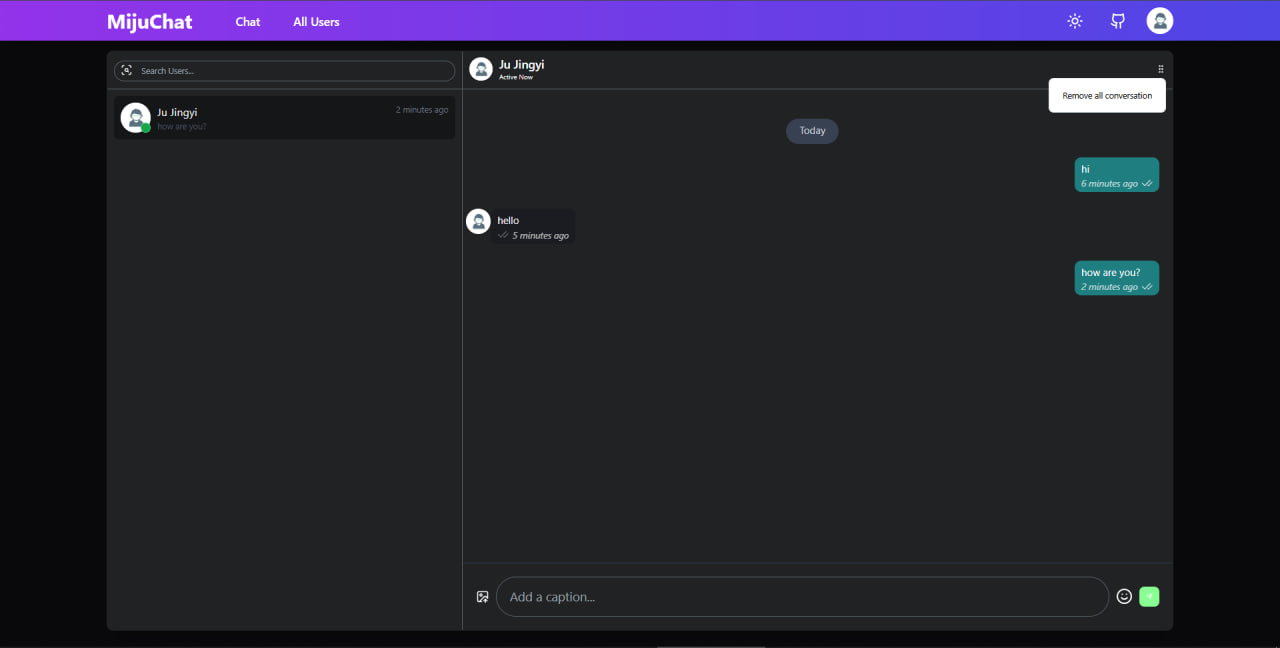 MijuChat
Chat
All Users
Search Users...
Ju Jingyi
2 minutes ago
how are you?
Ju Jingyi
Active Now
Remove all conversation
Today
hi
6 minutes ago
hello
5 minutes ago
how are you?
2 minutes ago
Add a caption...